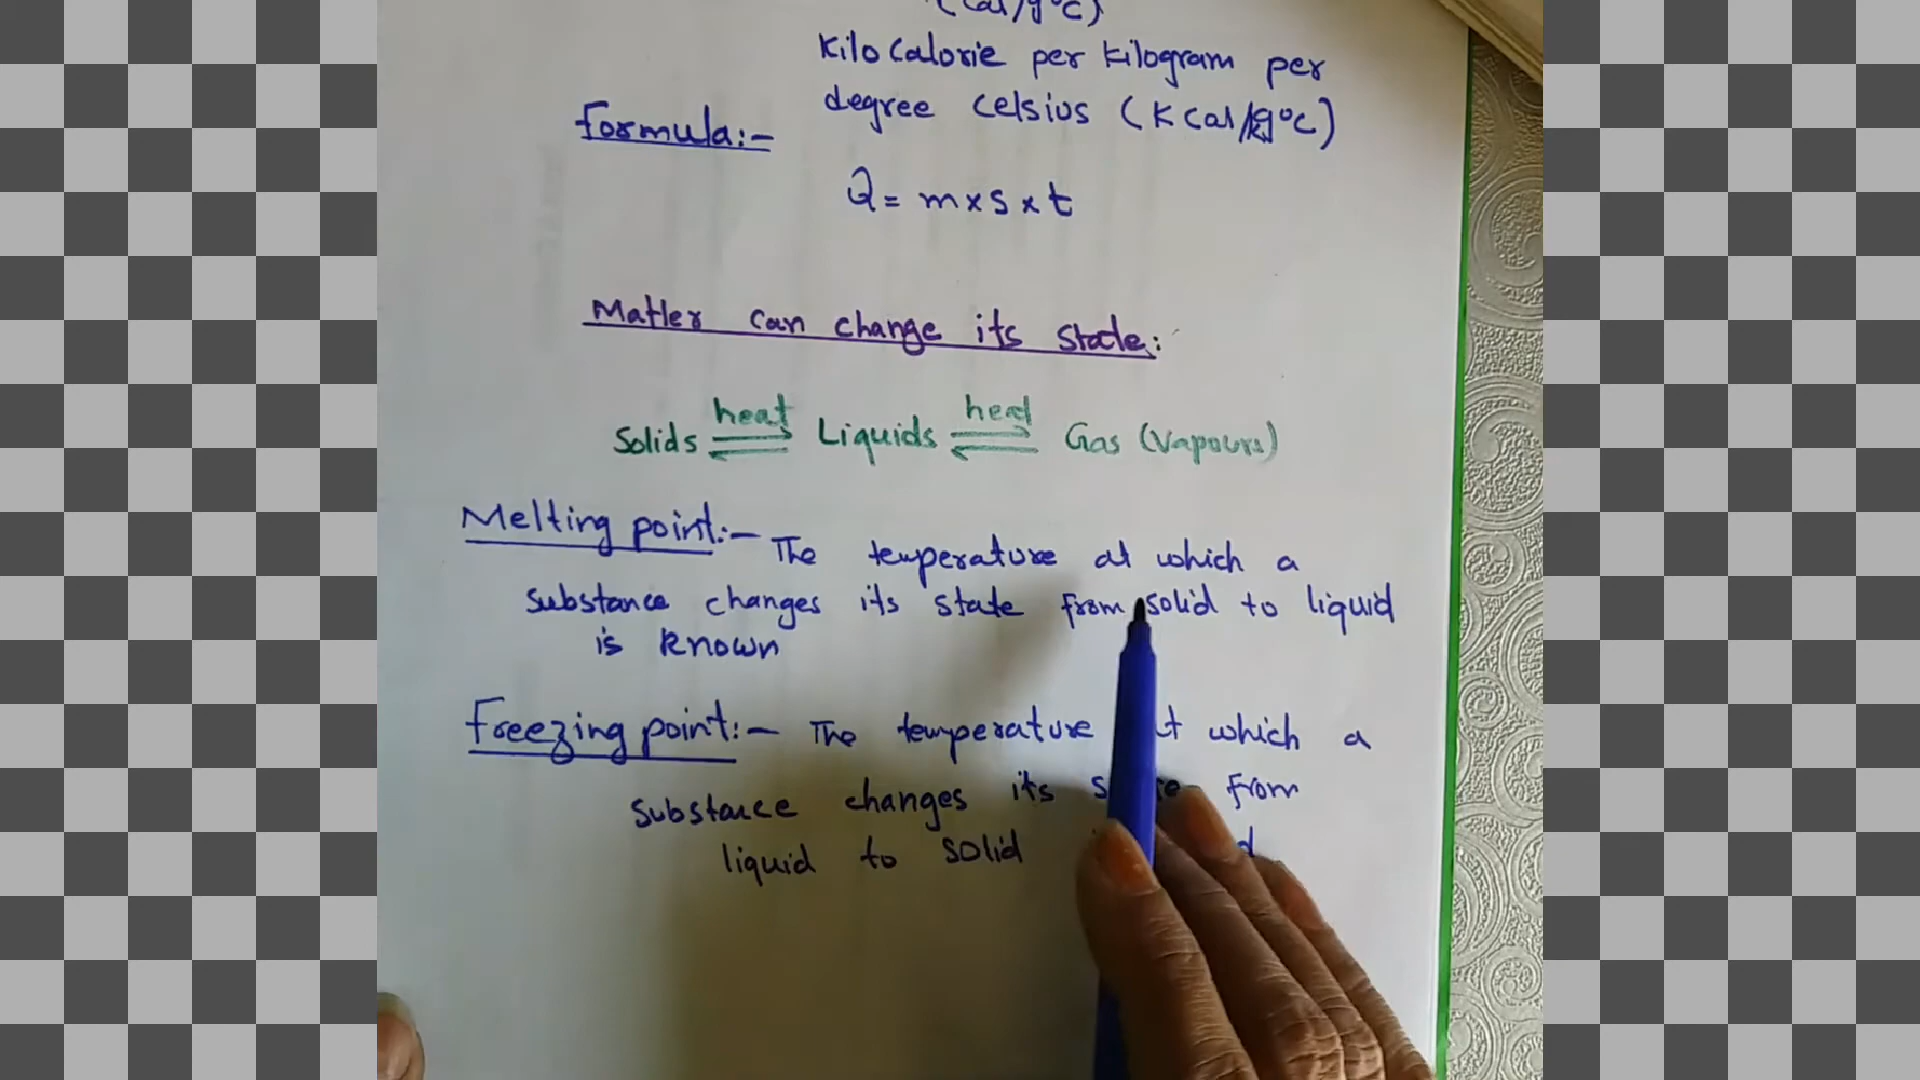 (Cal/g°C)
Kilo Calorie per kilogram per
degree celsius (K Cal/kg°C)
Formula:-
Q = m×s×t
Matter can change its state:
Solids heat Liquids heat Gas (Vapours)
Melting point:- The temperature at which a
substance changes its state from solid to liquid
is known
Freezing point:- The temperature which a
substance changes its from
liquid to solid